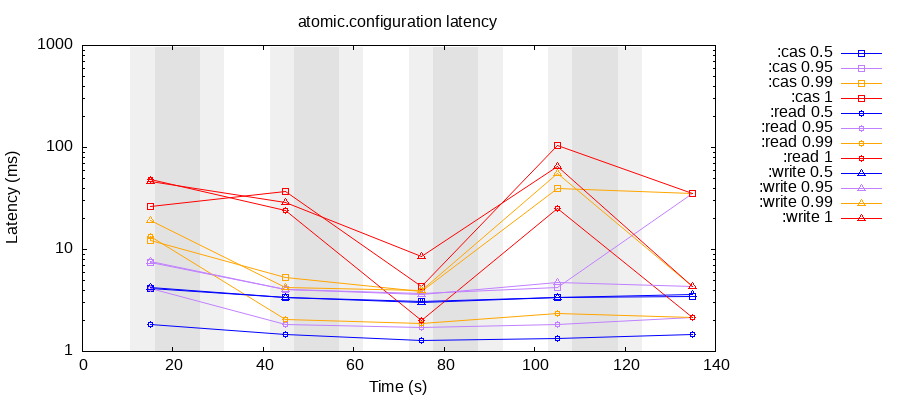 atomic.configuration latency
1000
100
10
1
Latency (ms)
0 20 40 60 80 100 120 140
Time (s)
:cas 0.5
:cas 0.95
:cas 0.99
:cas 1
:read 0.5
:read 0.95
:read 0.99
:read 1
:write 0.5
:write 0.95
:write 0.99
:write 1